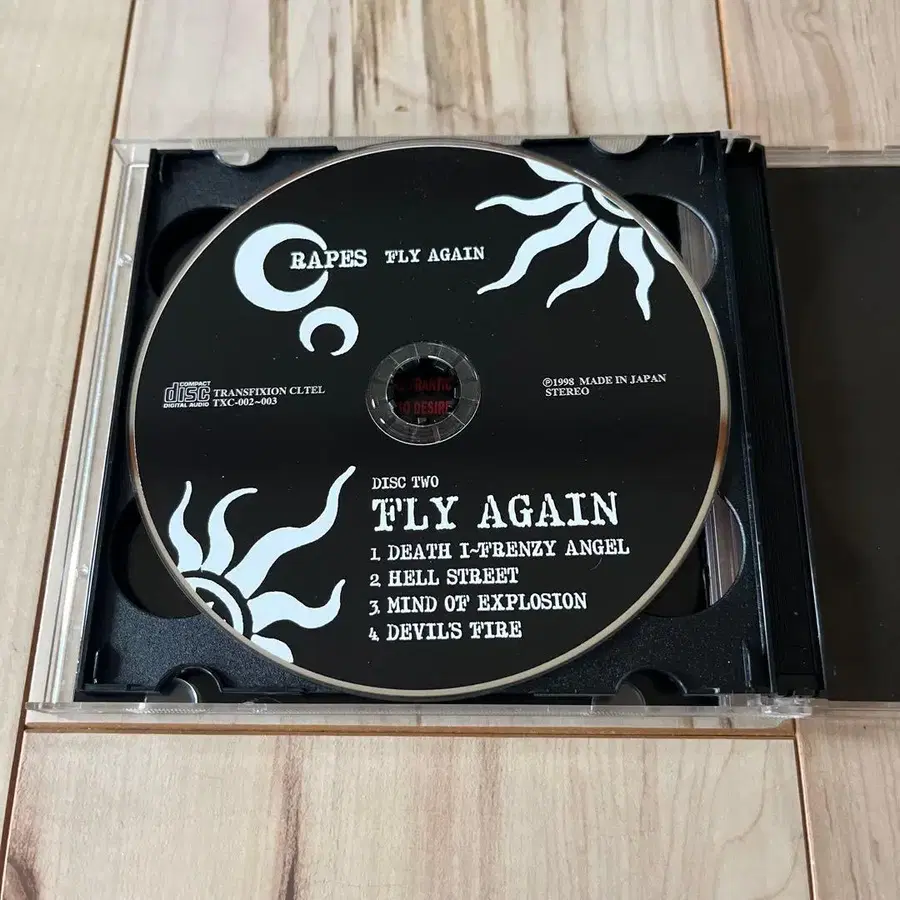 RAPES FLY AGAIN
COMPACT
disc
DIGITAL AUDIO
TRANSFIXION CLTEL
TXC-002~003
℗1998 MADE IN JAPAN
STEREO
DESIRE
DISC TWO
FLY AGAIN
1. DEATH I~FRENZY ANGEL
2 HELL STREET
3 MIND OF EXPLOSION
4. DEVIL'S FIRE